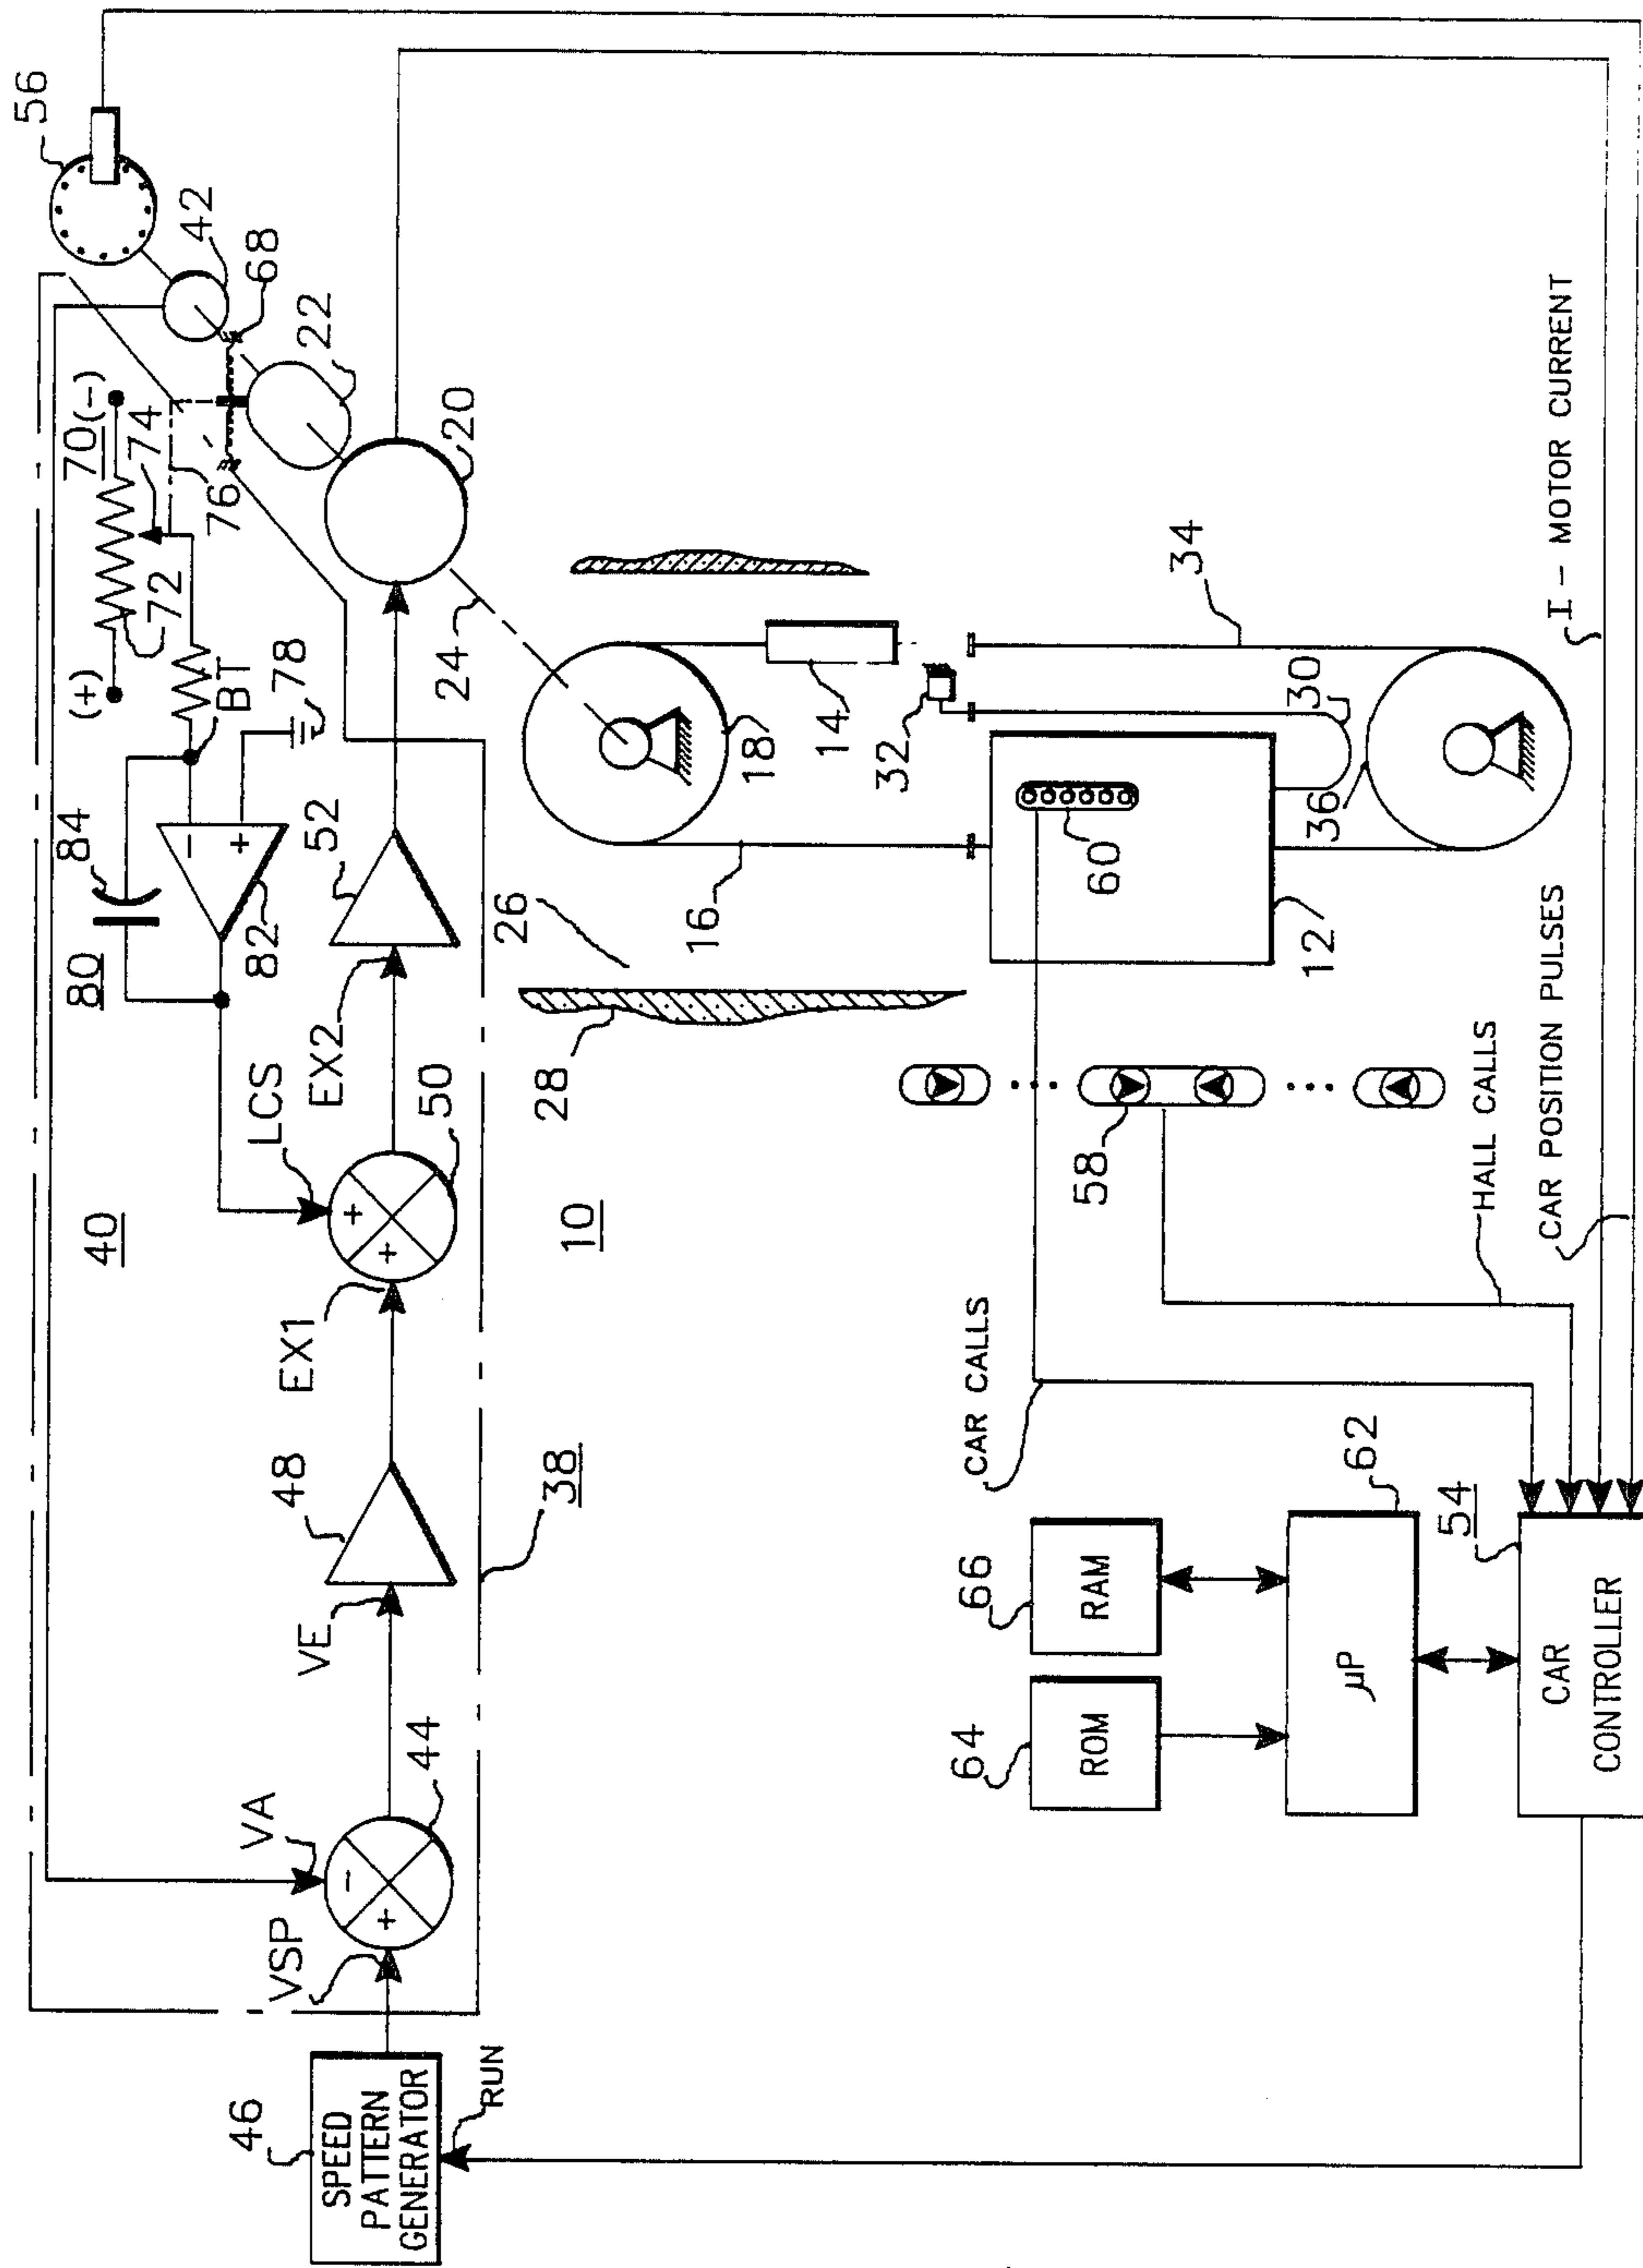 56
42
68
22
20
70
(-)
74
76
72
(+)
BT
78
84
80
82
-
+
52
EX2
LCS
50
+
+
EX1
40
48
VE
38
44
VA
-
+
VSP
46
SPEED
PATTERN
GENERATOR
RUN
10
24
18
14
32
34
30
36
16
26
28
60
12
58
CAR CALLS
HALL CALLS
CAR POSITION PULSES
I - MOTOR CURRENT
66
RAM
64
ROM
62
µP
54
CAR
CONTROLLER